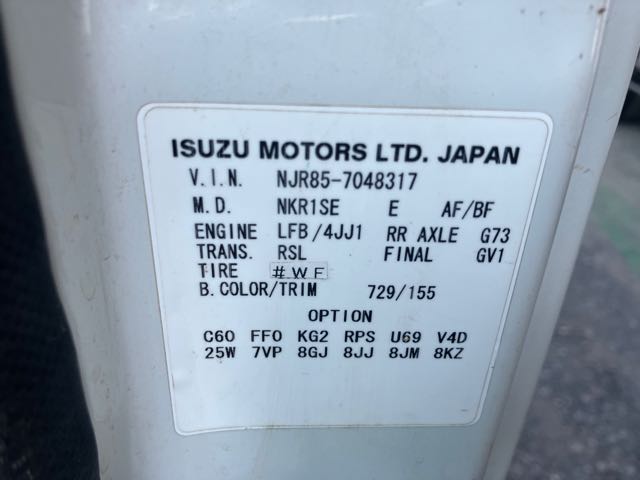 ISUZU MOTORS LTD. JAPAN
V.I.N. NJR85-7048317
M.D. NKR1SE E AF/BF
ENGINE LFB/4JJ1 RR AXLE G73
TRANS. RSL FINAL GV1
TIRE #WF
B.COLOR/TRIM 729/155
OPTION
C60 FF0 KG2 RPS U69 V4D
25W 7VP 8GJ 8JJ 8JM 8KZ